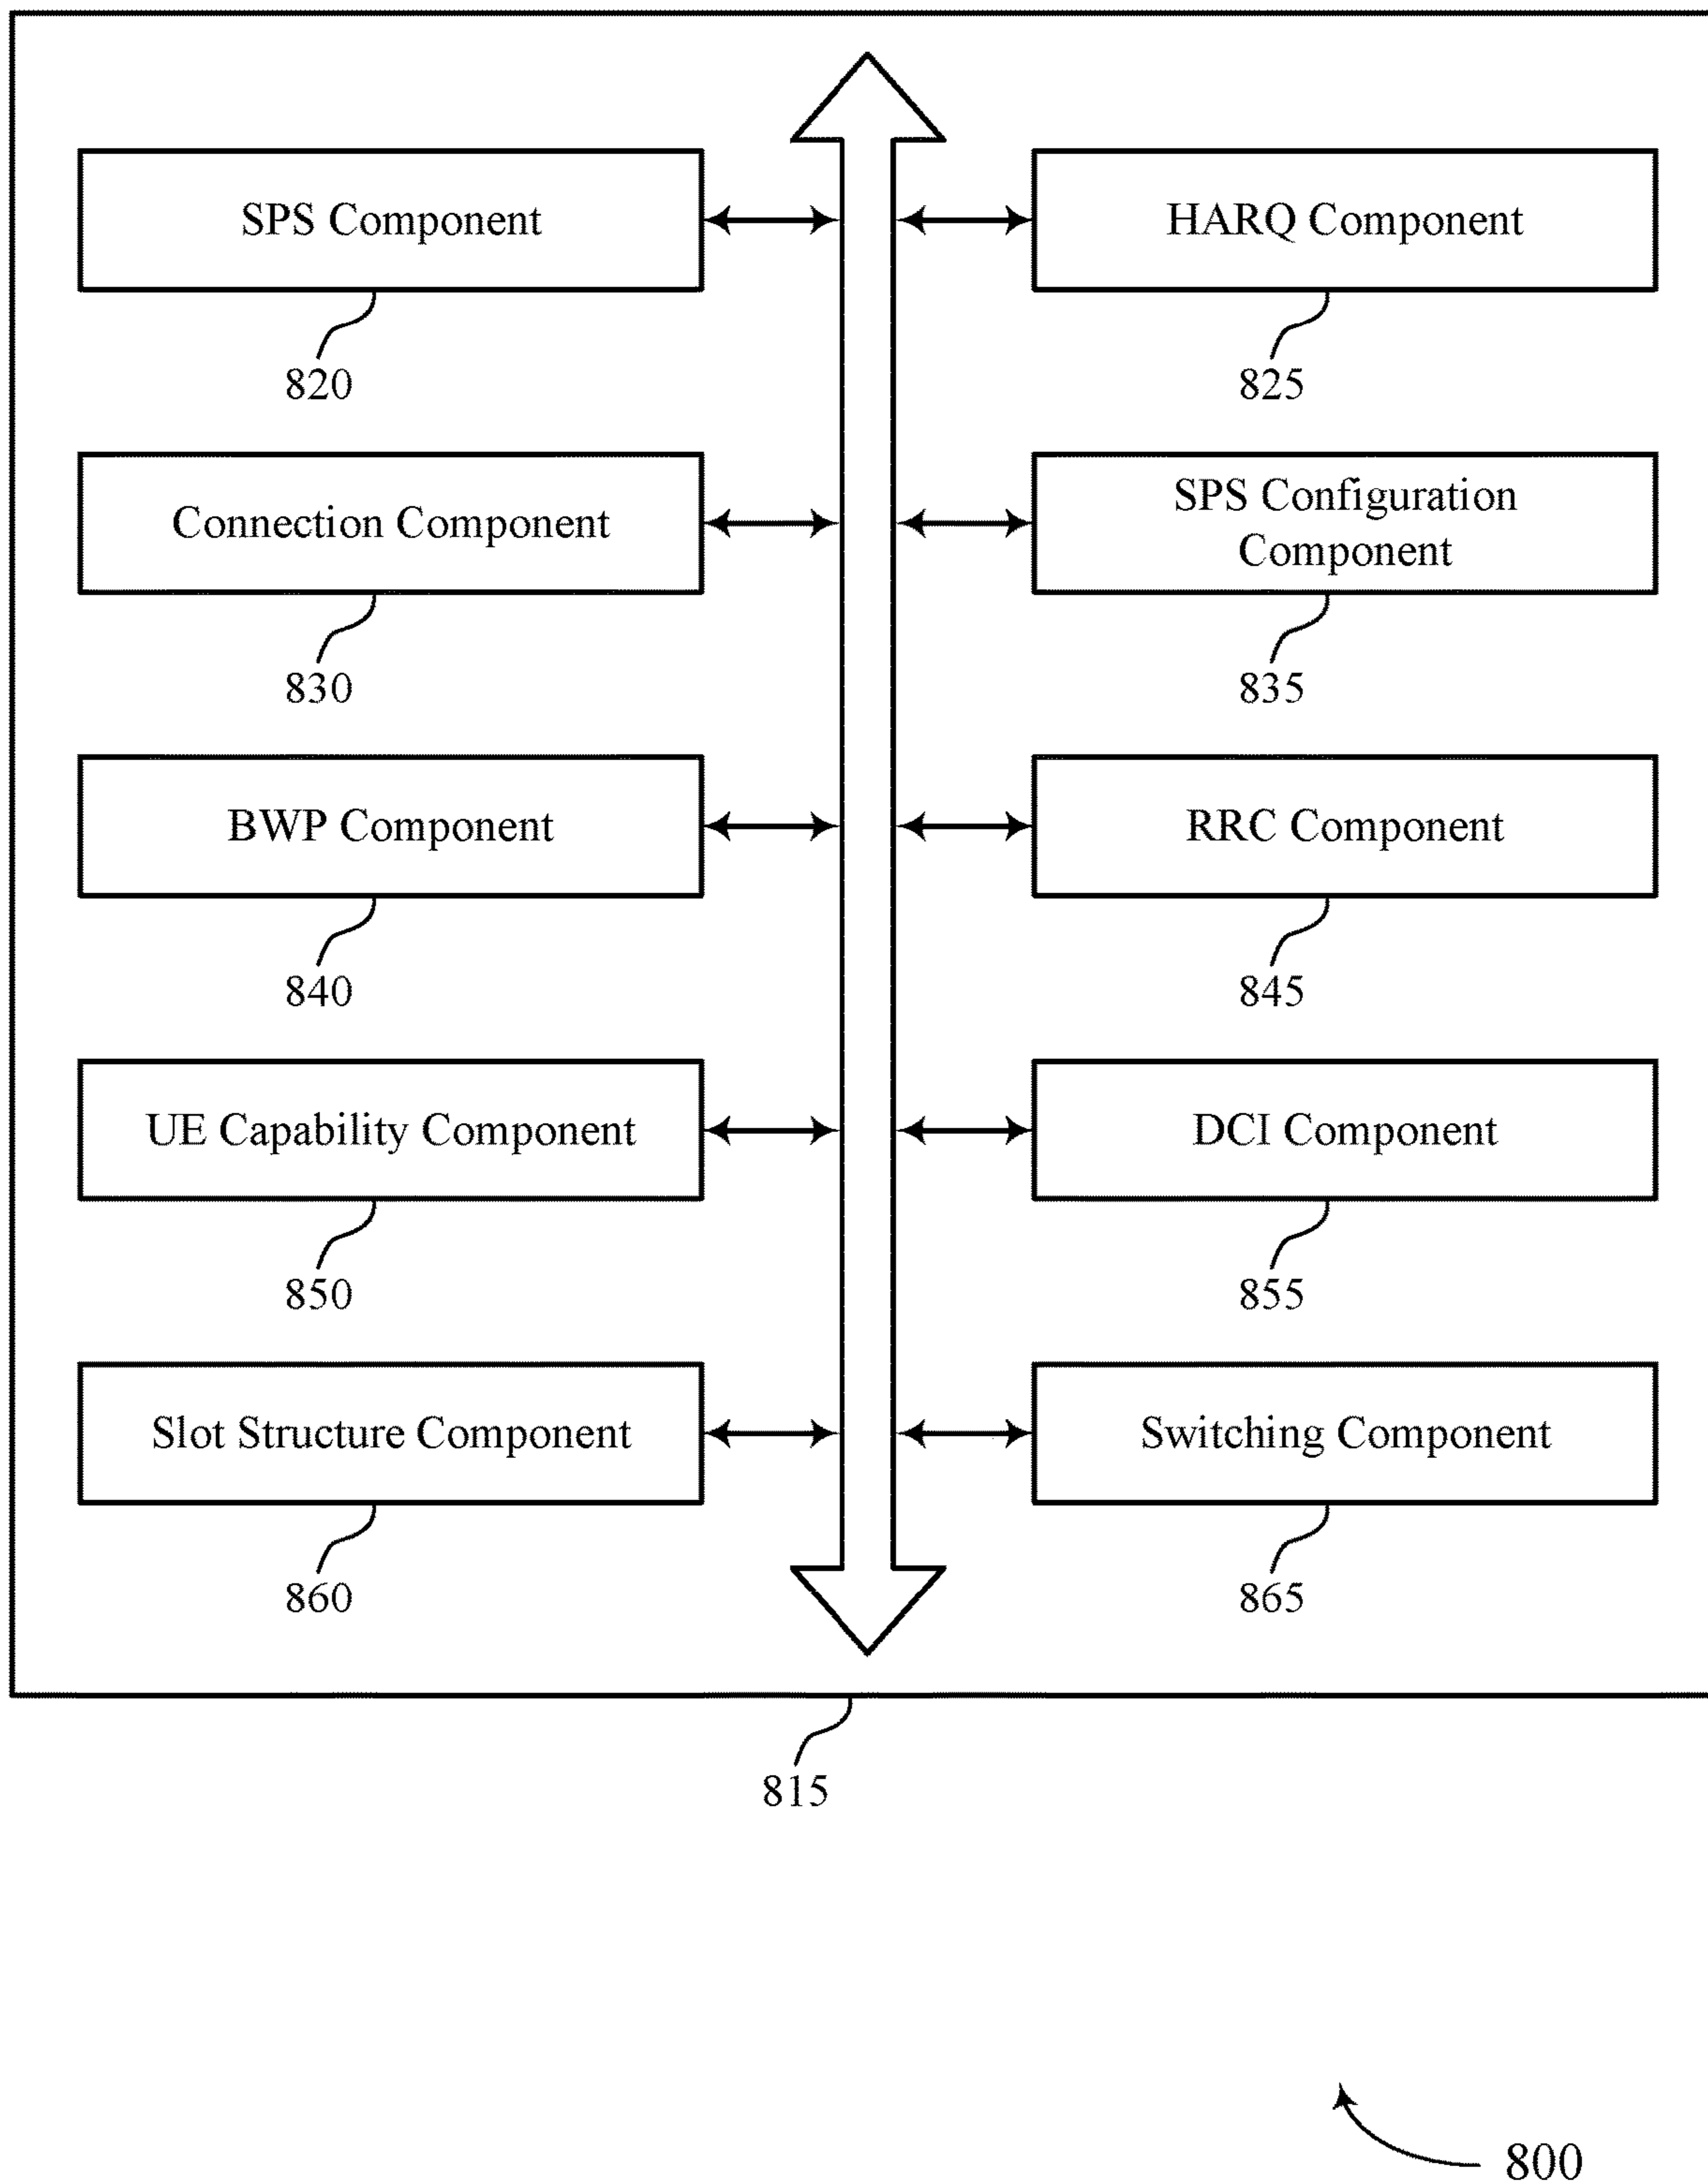 SPS Component
HARQ Component
820
825
Connection Component
SPS Configuration
Component
830
835
BWP Component
RRC Component
840
845
UE Capability Component
DCI Component
850
855
Slot Structure Component
Switching Component
860
865
815
800